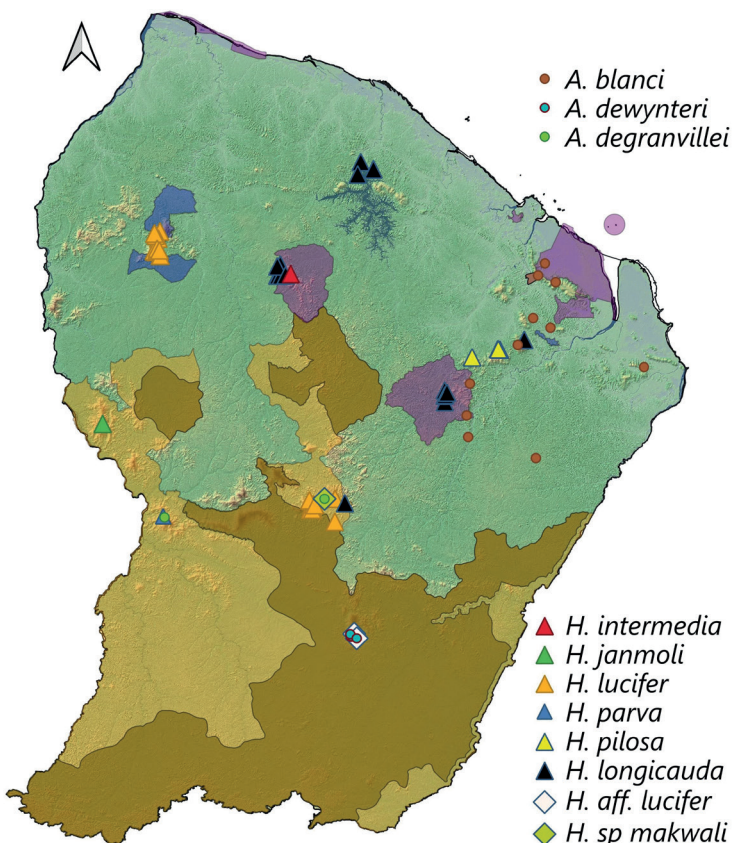 A. blanci
A. dewynteri
A. degranvillei
H. intermedia
H. janmoli
H. lucifer
H. parva
H. pilosa
H. longicauda
H. aff. lucifer
H. sp makwali